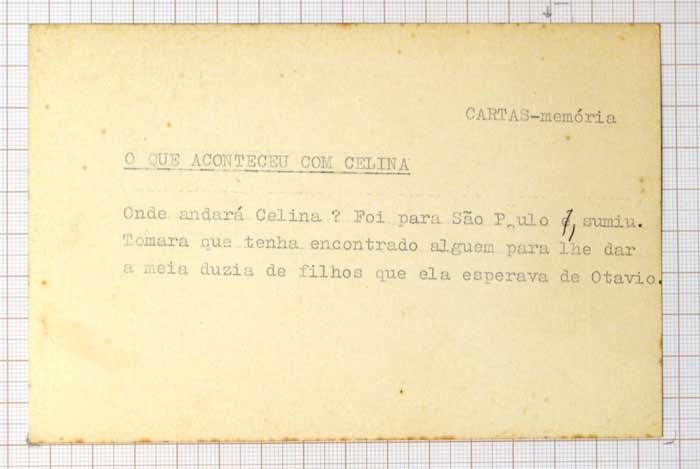 CARTAS-memória
O QUE ACONTECEU COM CELINA
Onde andará Celina ? Foi para São Paulo, sumiu.
Tomara que tenha encontrado alguem para lhe dar
a meia duzia de filhos que ela esperava de Otavio.